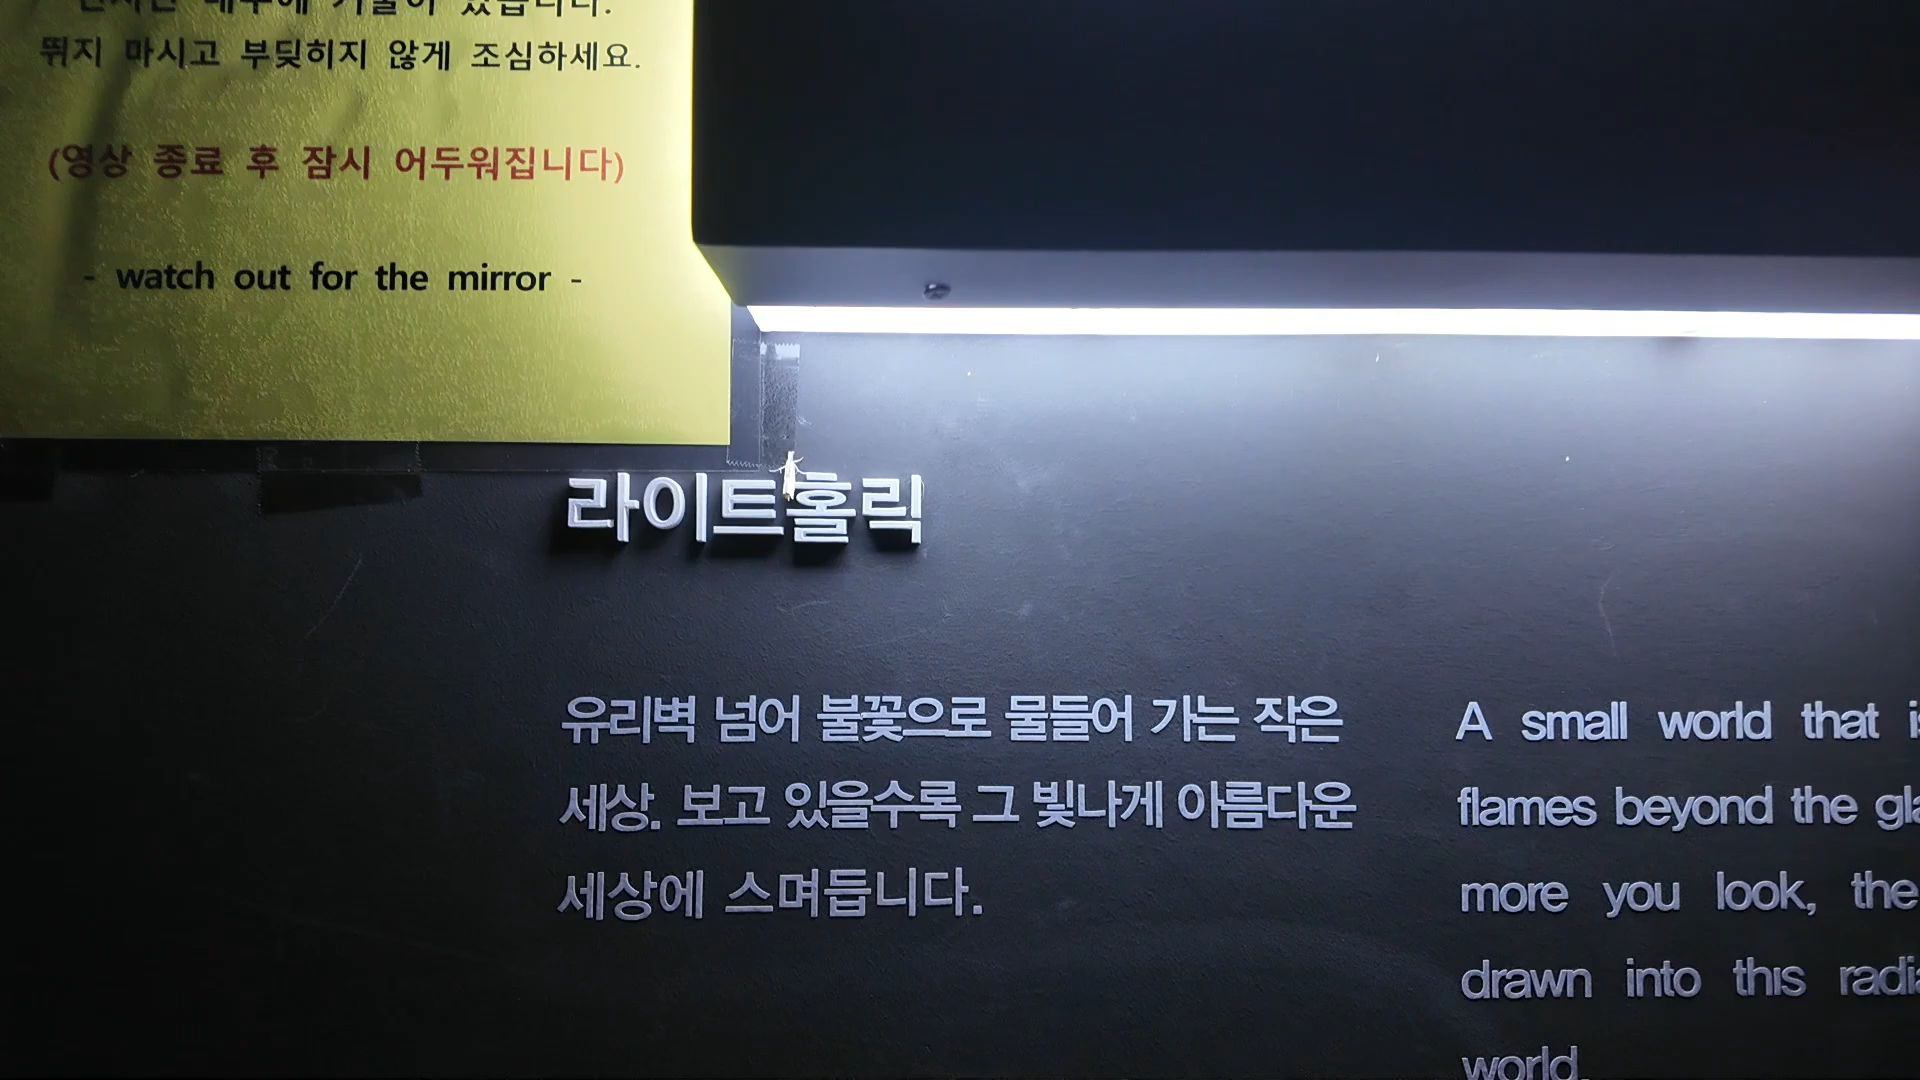 뛰지 마시고 부딪히지 않게 조심하세요.
(영상 종료 후 잠시 어두워집니다)
- watch out for the mirror -
라이트홀릭
유리벽 넘어 불꽃으로 물들어 가는 작은
세상. 보고 있을수록 그 빛나게 아름다운
세상에 스며듭니다.
A small world that
flames beyond the
more you look,
drawn into this
world.